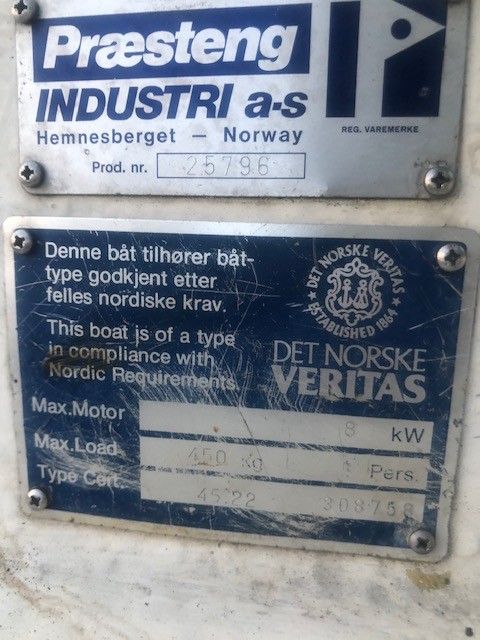 Præsteng
INDUSTRI a-s
Hemnesberget – Norway
Prod. nr. 25796
REG. VAREMERKE
Denne båt tilhører båt-
type godkjent etter
felles nordiske krav.
This boat is of a type
in compliance with
Nordic Requirements.
DET NORSKE VERITAS
ESTABLISHED 1864
DET NORSKE
VERITAS
Max.Motor 8 kW
Max.Load 450 kg Pers.
Type Cert. 4522